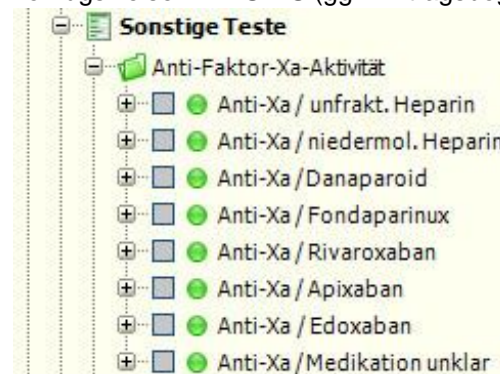 Sonstige Teste
Anti-Faktor-Xa-Aktivität
Anti-Xa / unfrakt. Heparin
Anti-Xa / niedermol. Heparin
Anti-Xa /Danaparoid
Anti-Xa / Fondaparinux
Anti-Xa / Rivaroxaban
Anti-Xa / Apixaban
Anti-Xa / Edoxaban
Anti-Xa /Medikation unklar